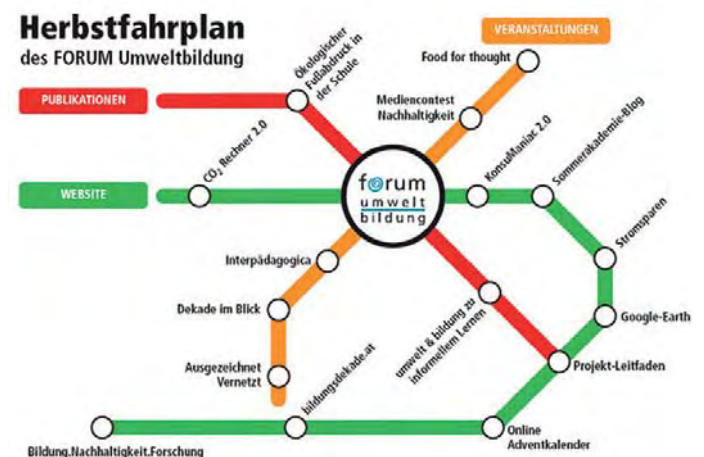 Herbstfahrplan
des FORUM Umweltbildung
VERANSTALTUNGEN
Food for thought
Ökologischer
Fußabdruck in
der Schule
PUBLIKATIONEN
Mediencontest
Nachhaltigkeit
CO₂ Rechner 2.0
KonsuManiac 2.0
Sommerakademie-Blog
WEBSITE
forum
umwelt
bildung
Stromsparen
Interpädagogica
Dekade im Blick
Google-Earth
umwelt & bildung zu
informellem Lernen
Projekt-Leitfaden
Ausgezeichnet
Vernetzt
bildungsdekade.at
Online
Adventkalender
Bildung.Nachhaltigkeit.Forschung